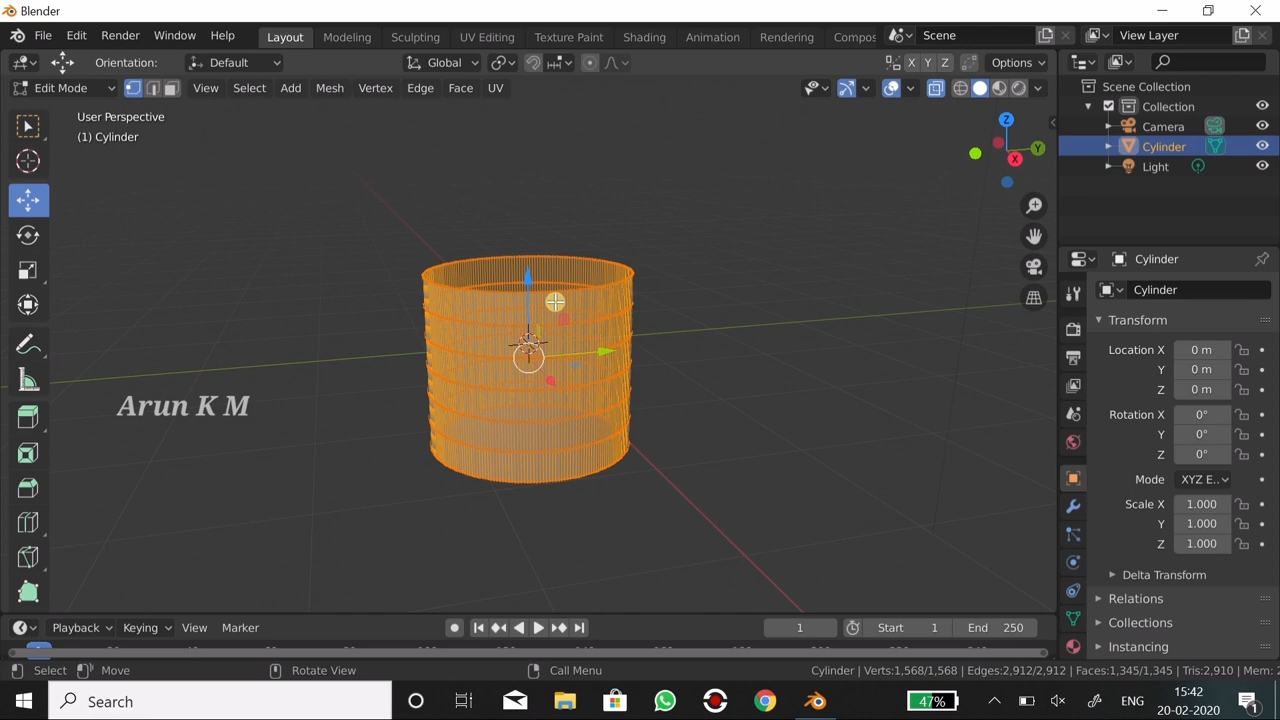 Blender
File Edit Render Window Help Layout Modeling Sculpting UV Editing Texture Paint Shading Animation Rendering Compos Scene View Layer
Orientation: Default Global X Y Z Options
Edit Mode View Select Add Mesh Vertex Edge Face UV
User Perspective
(1) Cylinder
Z
Y
X
Scene Collection
Collection
Camera
Cylinder
Light
Arun K M
Cylinder
Cylinder
Transform
Location X 0 m
Y 0 m
Z 0 m
Rotation X 0°
Y 0°
Z 0°
Mode XYZ E..
Scale X 1.000
Y 1.000
Z 1.000
Delta Transform
Relations
Collections
Instancing
Playback Keying View Marker 1 Start 1 End 250
Select Move Rotate View Call Menu Cylinder | Verts:1,568/1,568 | Edges:2,912/2,912 | Faces:1,345/1,345 | Tris:2,910 | Mem: 2
Search 47% ENG 15:42
20-02-2020 1